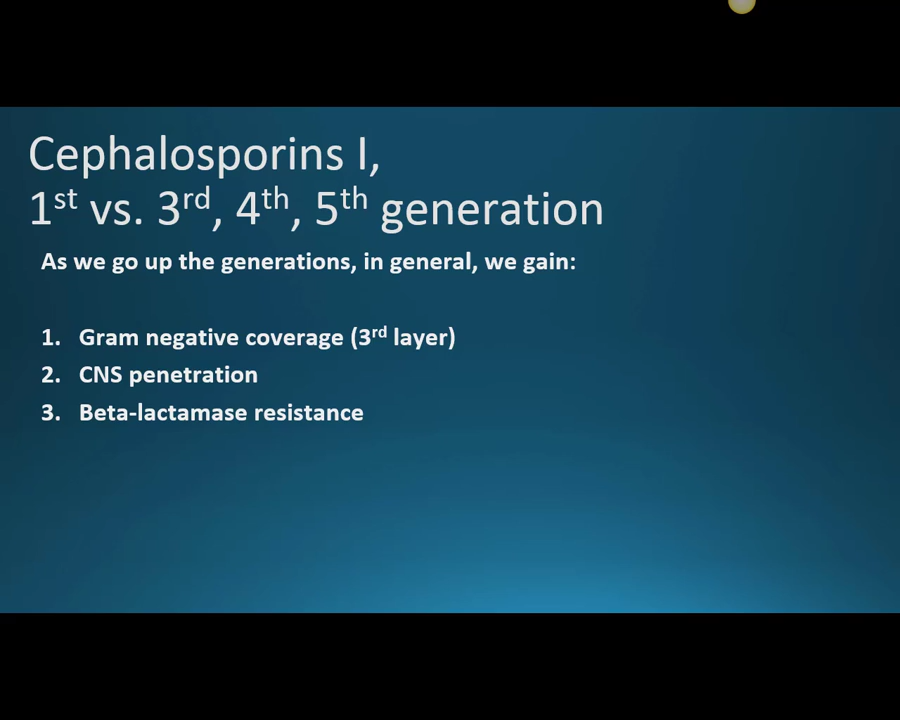 Cephalosporins I,
1st vs. 3rd, 4th, 5th generation
As we go up the generations, in general, we gain:
1. Gram negative coverage (3rd layer)
2. CNS penetration
3. Beta-lactamase resistance